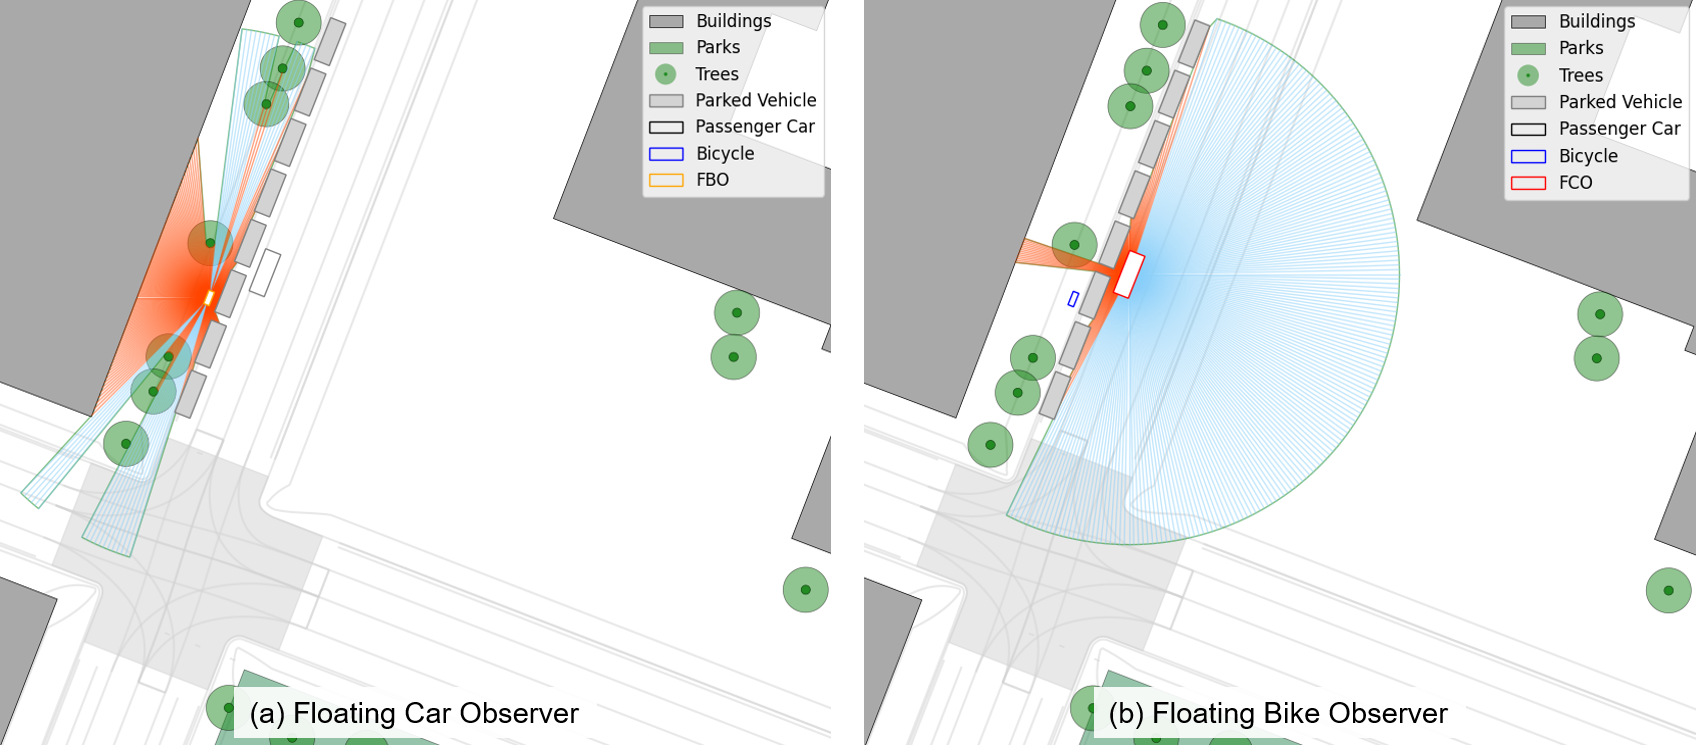 Buildings
Parks
Trees
Parked Vehicle
Passenger Car
Bicycle
FBO
(a) Floating Car Observer
Buildings
Parks
Trees
Parked Vehicle
Passenger Car
Bicycle
FCO
(b) Floating Bike Observer